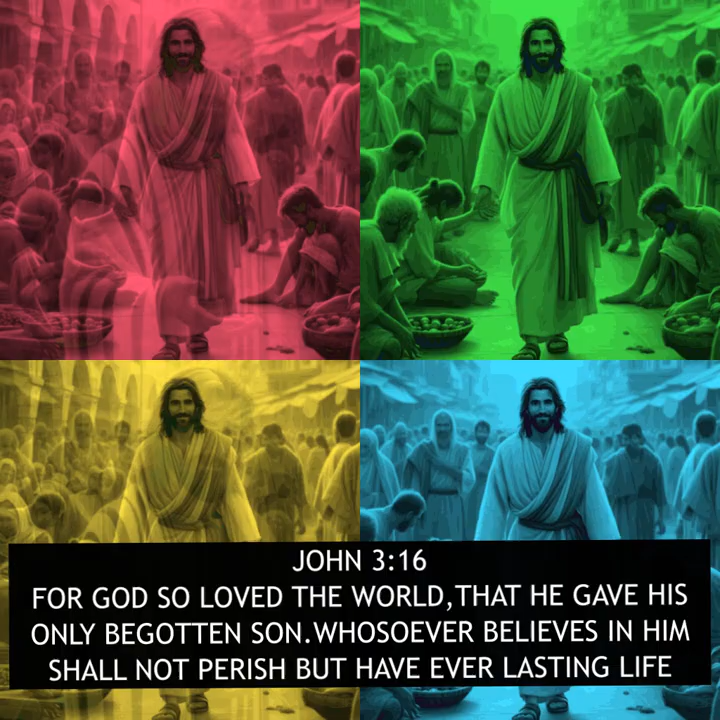 JOHN 3:16
FOR GOD SO LOVED THE WORLD,THAT HE GAVE HIS
ONLY BEGOTTEN SON.WHOSOEVER BELIEVES IN HIM
SHALL NOT PERISH BUT HAVE EVER LASTING LIFE